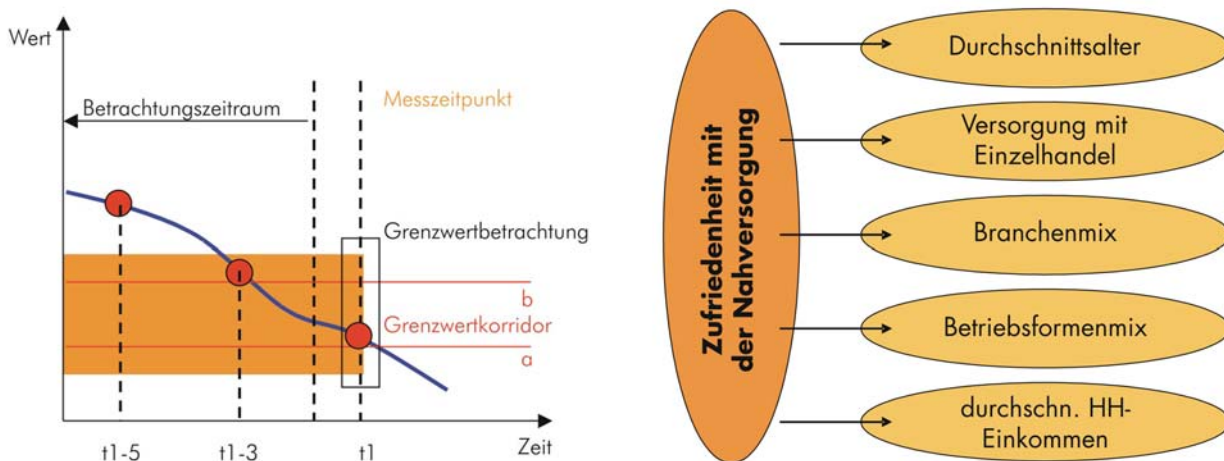 Wert
Betrachtungszeitraum
Messzeitpunkt
Grenzwertbetrachtung
b
Grenzwertkorridor
a
t1-5
t1-3
t1
Zeit
Zufriedenheit mit
der Nahversorgung
Durchschnittsalter
Versorgung mit
Einzelhandel
Branchenmix
Betriebsformenmix
durchschn. HH-
Einkommen